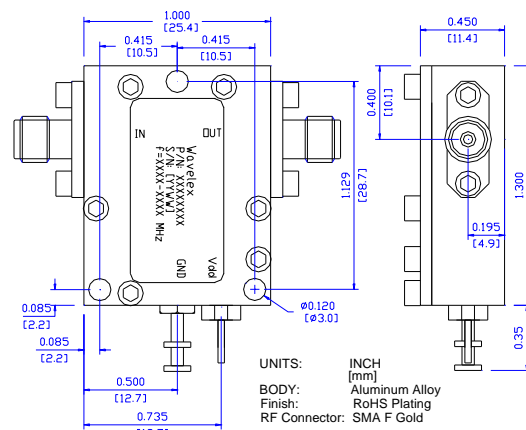 1.000
[25.4]
0.450
[11.4]
0.415
[10.5]
0.415
[10.5]
0.400
[10.1]
IN
OUT
Wavelex
P/N: XXXXXXXX
S/N: [YYWW]
f=XXXX-XXXX MHz
GND
Vdd
1.129
[28.7]
1.300
0.195
[4.9]
0.085
[2.2]
0.085
[2.2]
Ø0.120
[Ø3.0]
0.35
0.500
[12.7]
0.735
UNITS: INCH
[mm]
BODY: Aluminum Alloy
Finish: RoHS Plating
RF Connector: SMA F Gold